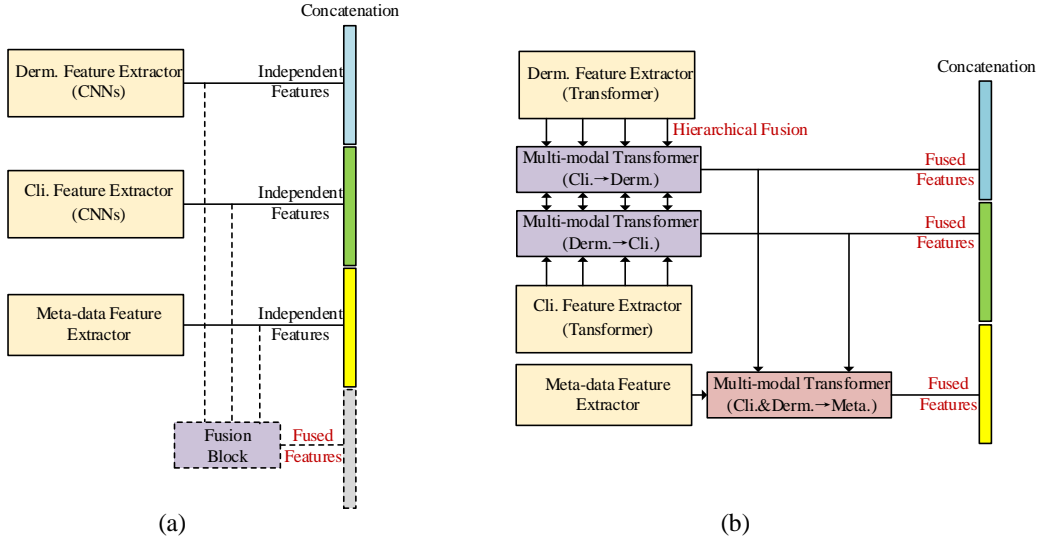 Concatenation
Derm. Feature Extractor
(CNNs)
Independent
Features
Cli. Feature Extractor
(CNNs)
Independent
Features
Meta-data Feature
Extractor
Independent
Features
Fusion
Block
Fused
Features
(a)
Concatenation
Derm. Feature Extractor
(Transformer)
Hierarchical Fusion
Multi-modal Transformer
(Cli.→Derm.)
Fused
Features
Multi-modal Transformer
(Derm.→Cli.)
Fused
Features
Cli. Feature Extractor
(Tansformer)
Meta-data Feature
Extractor
Multi-modal Transformer
(Cli.&Derm.→Meta.)
Fused
Features
(b)